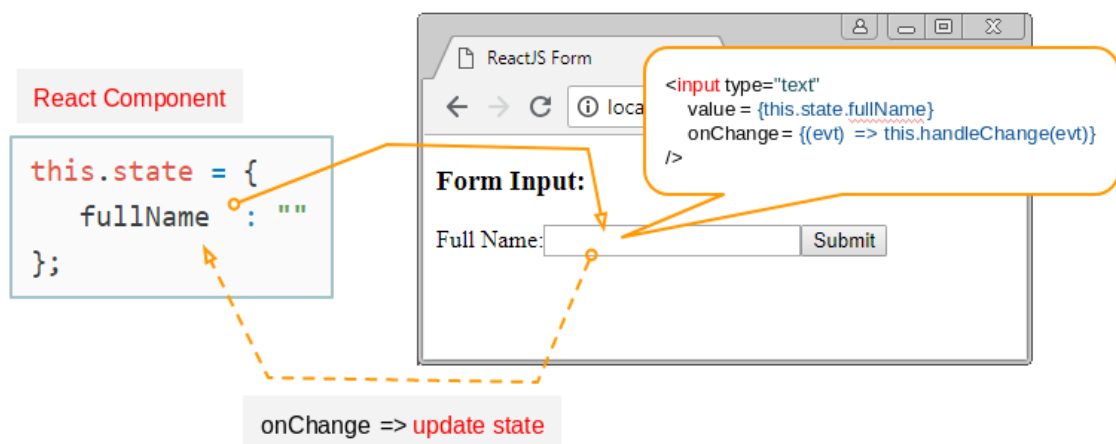 React Component
this.state = {
fullName : ""
};
ReactJS Form
loca
<input type="text"
value = {this.state.fullName}
onChange= {(evt) => this.handleChange(evt)}
/>
Form Input:
Full Name:
Submit
onChange => update state